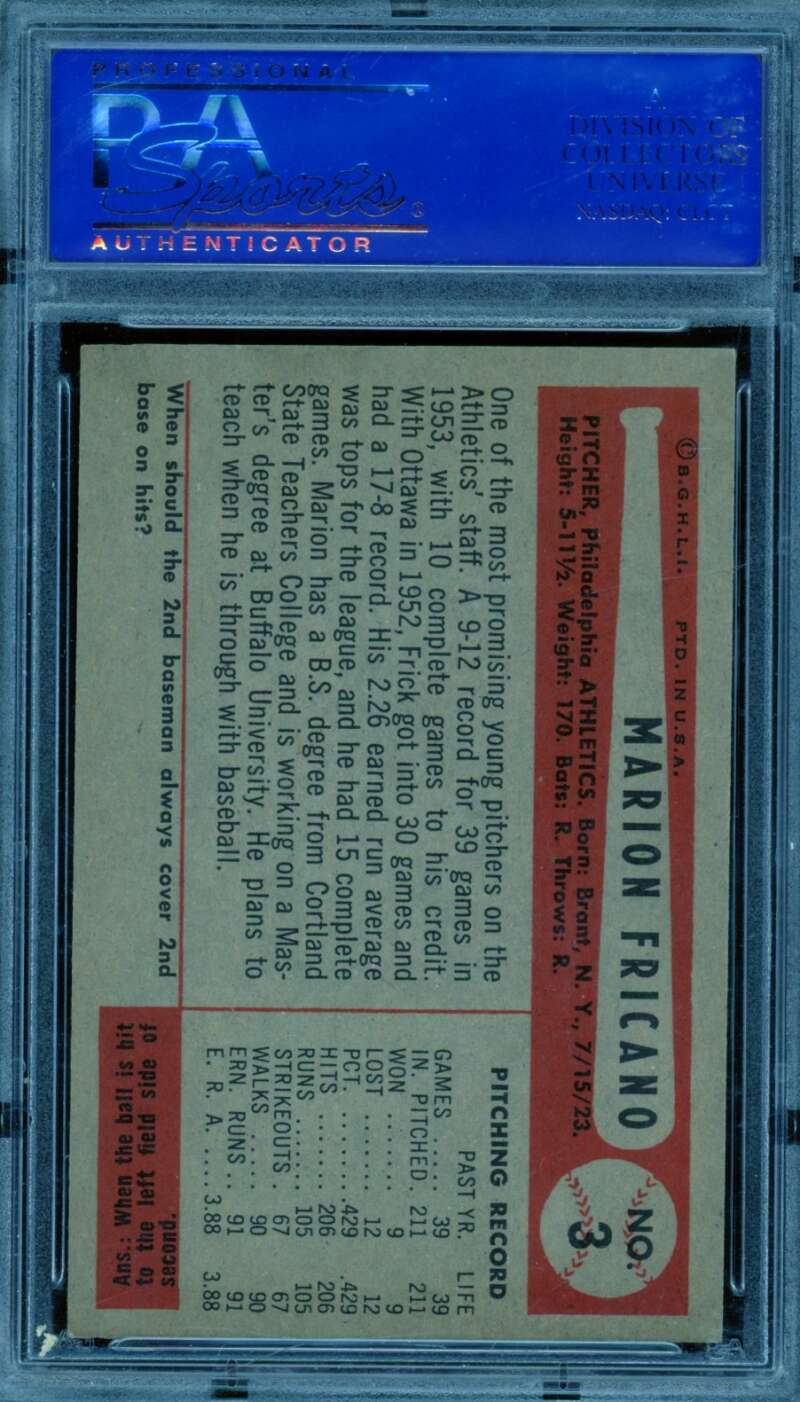 PROFESSIONAL
PSA
Sports®
AUTHENTICATOR
A
DIVISION OF
COLLECTORS
UNIVERSE
NASDAQ: CLCT
© B.G.H.L.I. PTD. IN U.S.A.
MARION FRICANO
NO.
3
PITCHER, Philadelphia ATHLETICS. Born: Brant, N. Y., 7/15/23.
Height: 5-11½. Weight: 170. Bats: R. Throws: R.
One of the most promising young pitchers on the
Athletics' staff. A 9-12 record for 39 games in
1953, with 10 complete games to his credit.
With Ottawa in 1952, Frick got into 30 games and
had a 17-8 record. His 2.26 earned run average
was tops for the league, and he had 15 complete
games. Marion has a B.S. degree from Cortland
State Teachers College and is working on a Mas-
ter's degree at Buffalo University. He plans to
teach when he is through with baseball.
PITCHING RECORD
PAST YR. LIFE
GAMES ..... 39 39
IN. PITCHED. 211 211
WON ....... 9 9
LOST ....... 12 12
PCT. ....... .429 .429
HITS ....... 206 206
RUNS ...... 105 105
STRIKEOUTS . 67 67
WALKS ..... 90 90
ERN. RUNS .. 91 91
E. R. A. .... 3.88 3.88
When should the 2nd baseman always cover 2nd
base on hits?
Ans.: When the ball is hit
to the left field side of
second.